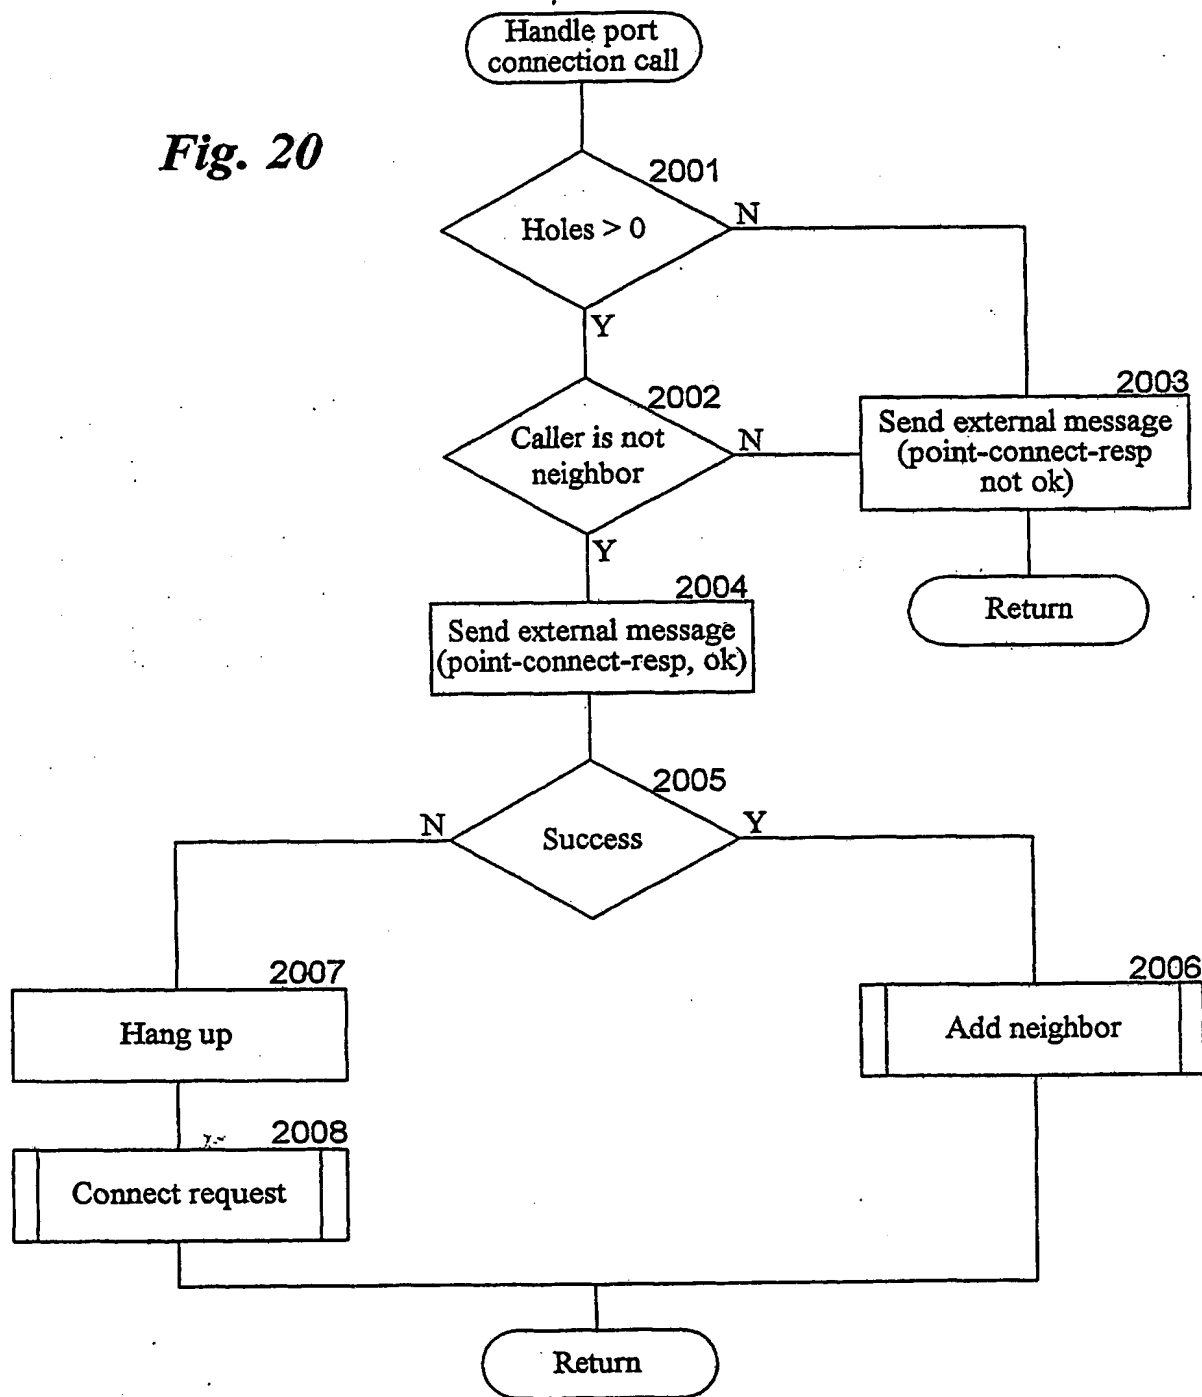 Handle port
connection call
Fig. 20
2001
Holes > 0
N
Y
2002
Caller is not
neighbor
N
Y
2003
Send external message
(point-connect-resp
not ok)
Return
2004
Send external message
(point-connect-resp, ok)
2005
Success
N
Y
2007
Hang up
2006
Add neighbor
2008
Connect request
Return